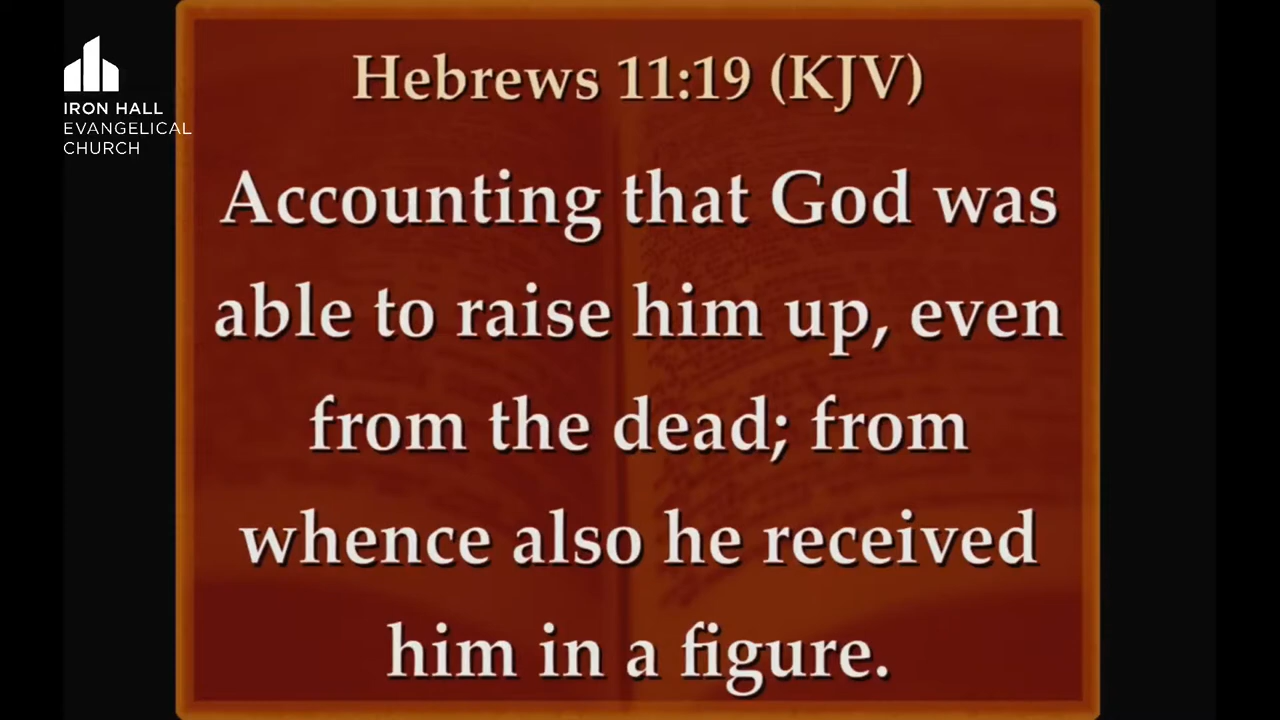 IRON HALL
EVANGELICAL
CHURCH
Hebrews 11:19 (KJV)
Accounting that God was
able to raise him up, even
from the dead; from
whence also he received
him in a figure.